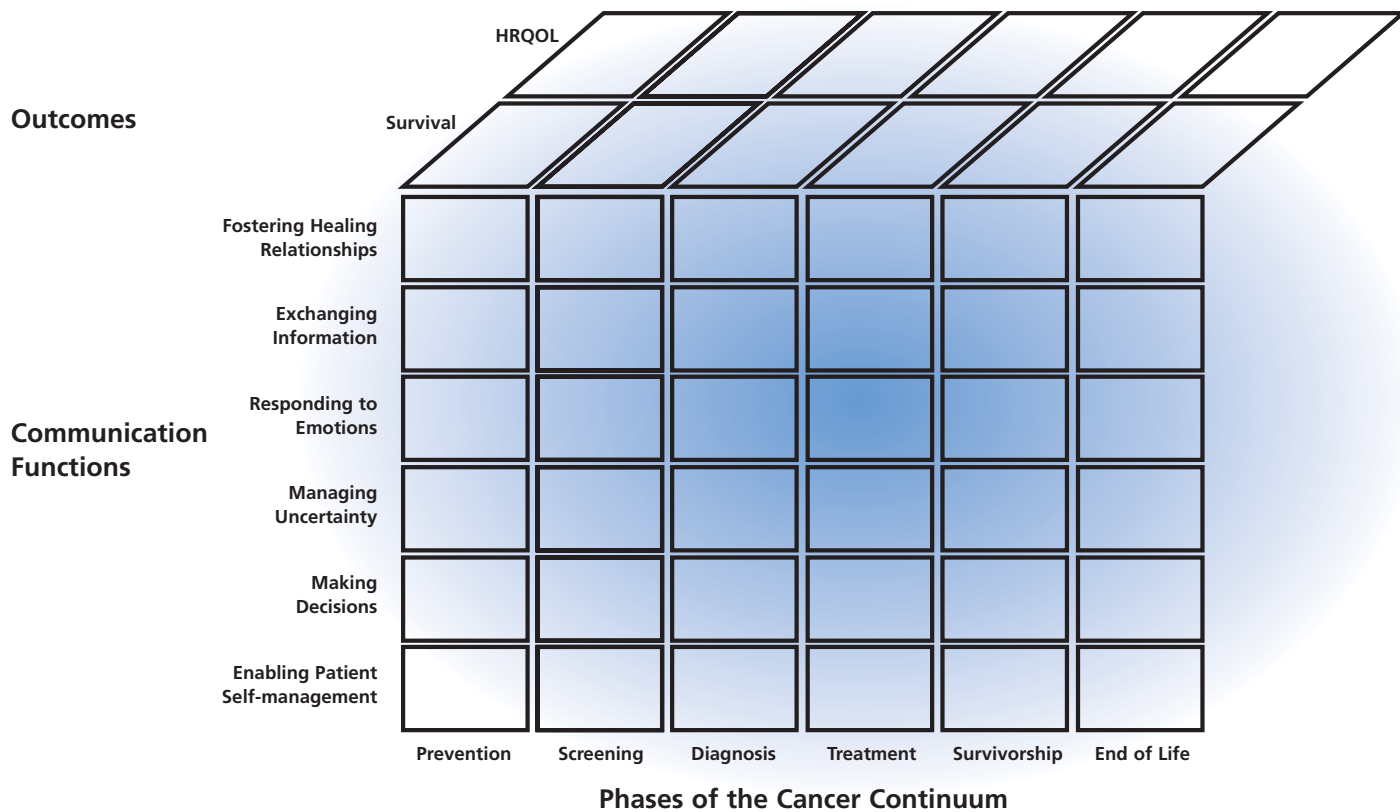 HRQOL
Outcomes
Survival
Fostering Healing
Relationships
Exchanging
Information
Responding to
Emotions
Communication
Functions
Managing
Uncertainty
Making
Decisions
Enabling Patient
Self-management
Prevention
Screening
Diagnosis
Treatment
Survivorship
End of Life
Phases of the Cancer Continuum